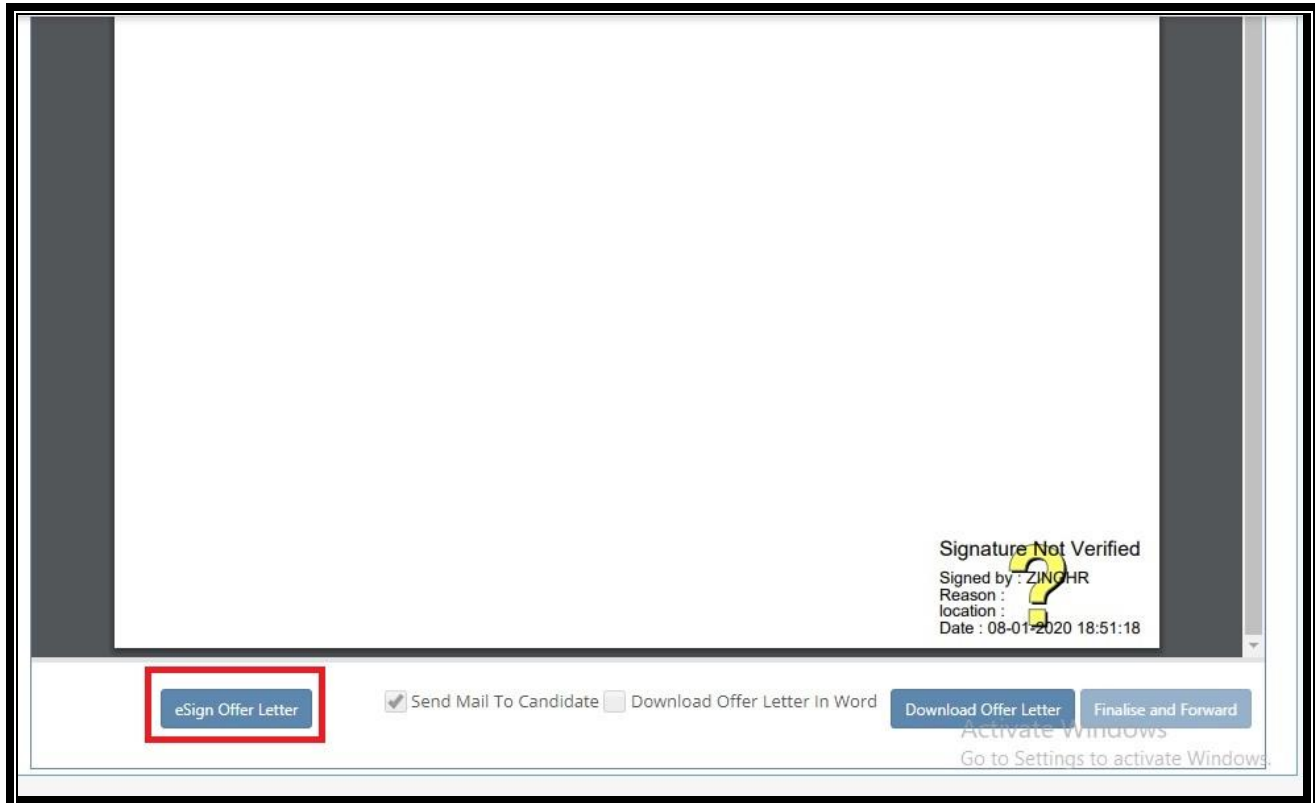 Signature Not Verified
Signed by : ZINGHR
Reason :
location :
Date : 08-01-2020 18:51:18
eSign Offer Letter Send Mail To Candidate Download Offer Letter In Word Download Offer Letter Finalise and Forward
Activate Windows
Go to Settings to activate Windows.